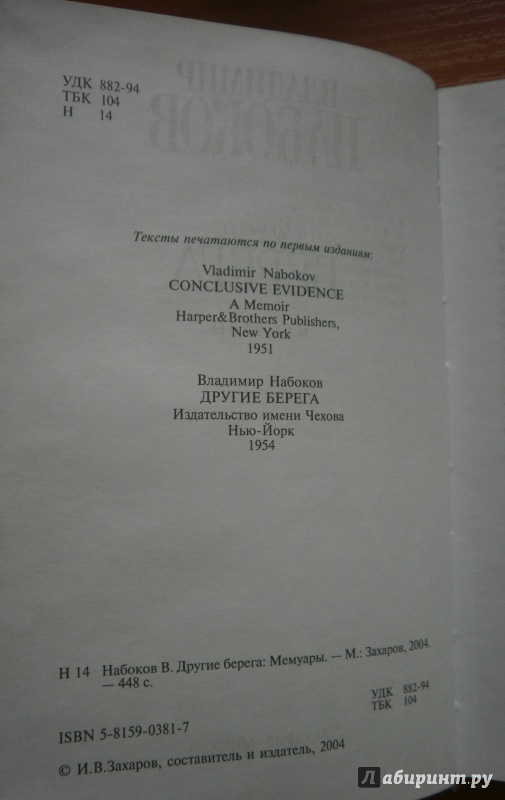 УДК 882-94
ТБК 104
Н 14
Тексты печатаются по первым изданиям:
Vladimir Nabokov
CONCLUSIVE EVIDENCE
A Memoir
Harper&Brothers Publishers,
New York
1951
Владимир Набоков
ДРУГИЕ БЕРЕГА
Издательство имени Чехова
Нью-Йорк
1954
Н 14 Набоков В. Другие берега: Мемуары. — М.: Захаров, 2004.
— 448 с.
УДК 882-94
ТБК 104
ISBN 5-8159-0381-7
© И.В.Захаров, составитель и издатель, 2004
Лабиринт.ру